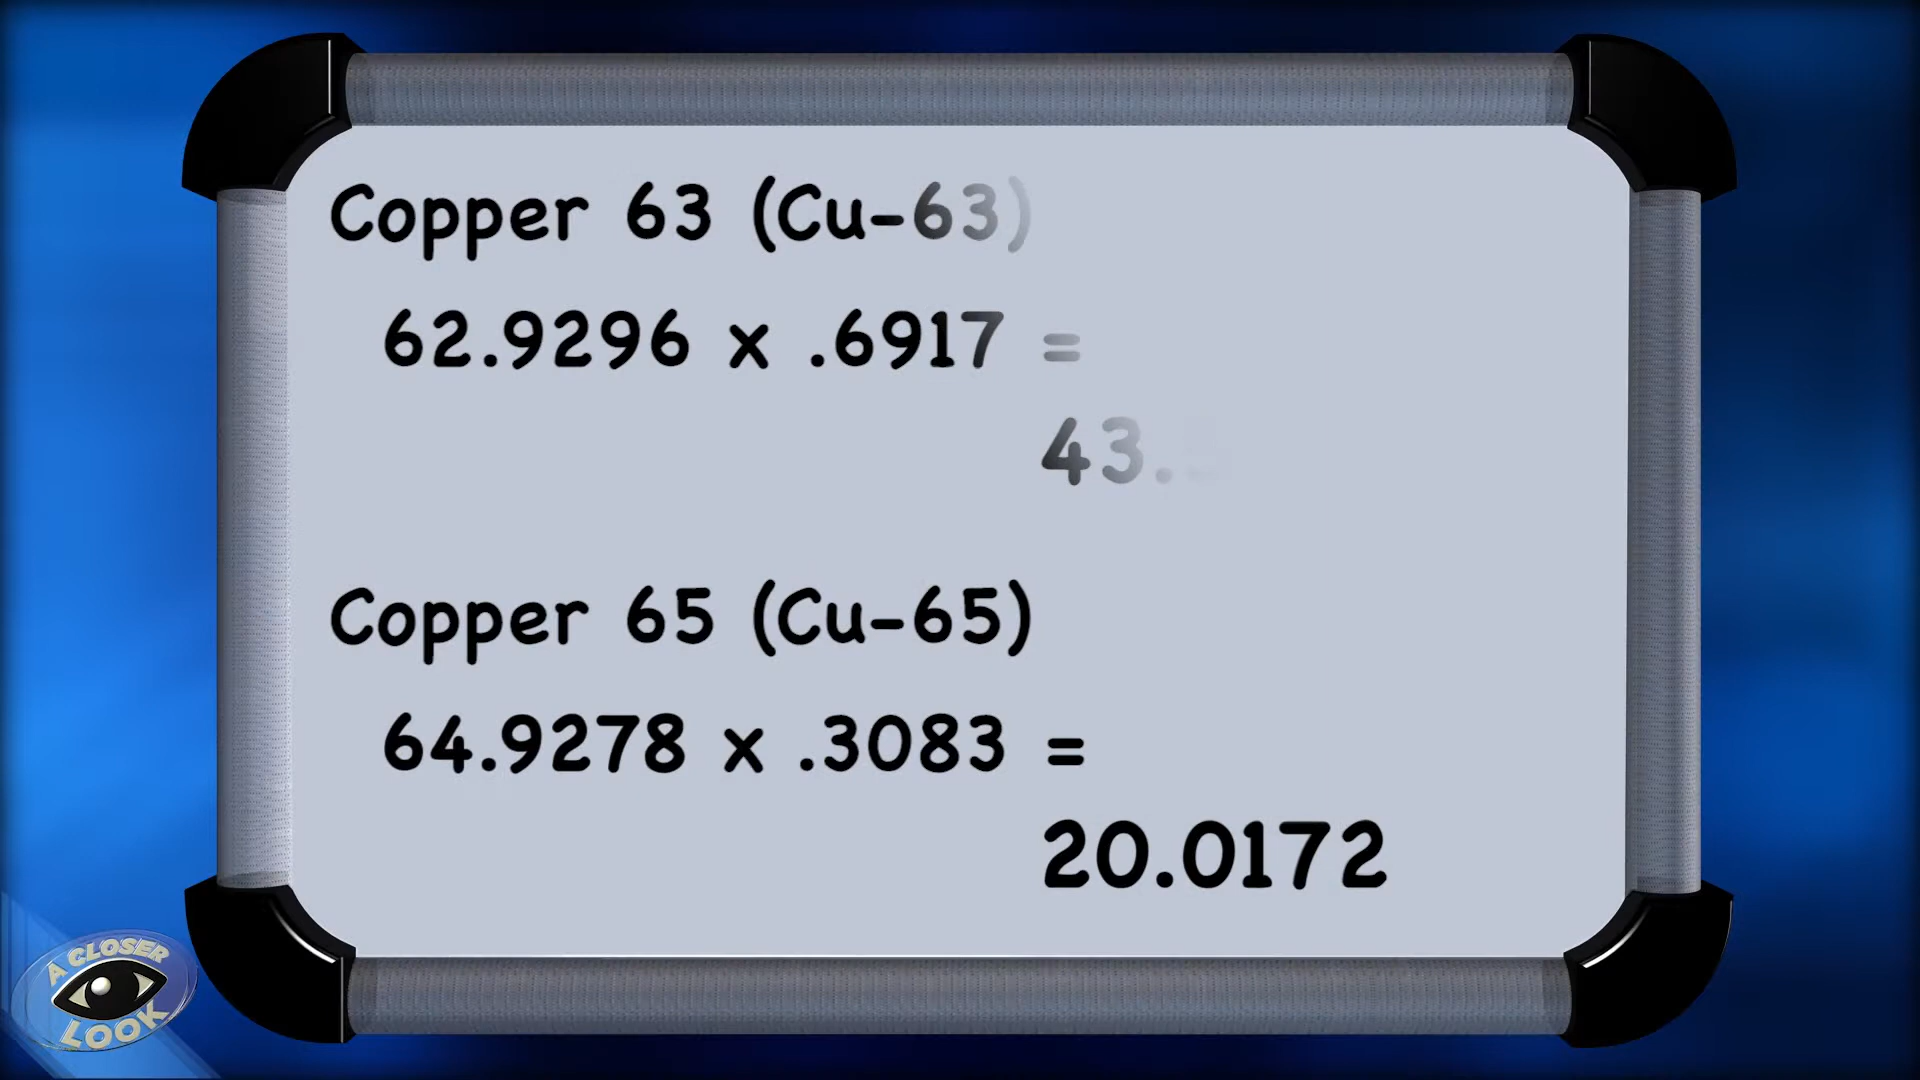 Copper 63 (Cu-63)
62.9296 x .6917 =
43.
Copper 65 (Cu-65)
64.9278 x .3083 =
20.0172
A CLOSER
LOOK